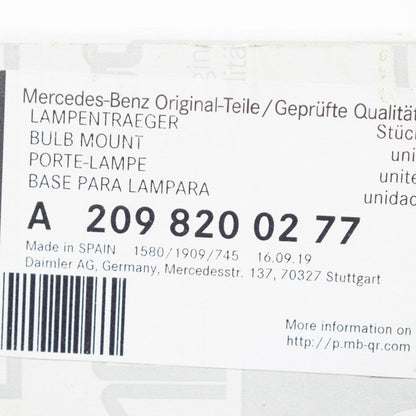 Mercedes-Benz Original-Teile/Geprüfte Qualität
LAMPENTRAEGER Stück
BULB MOUNT uni
PORTE-LAMPE unité
BASE PARA LAMPARA unidad
A 209 820 02 77
Made in SPAIN 1580/1909/745 16.09.19
Daimler AG, Germany, Mercedesstr. 137, 70327 Stuttgart
More information on
http://p.mb-qr.com